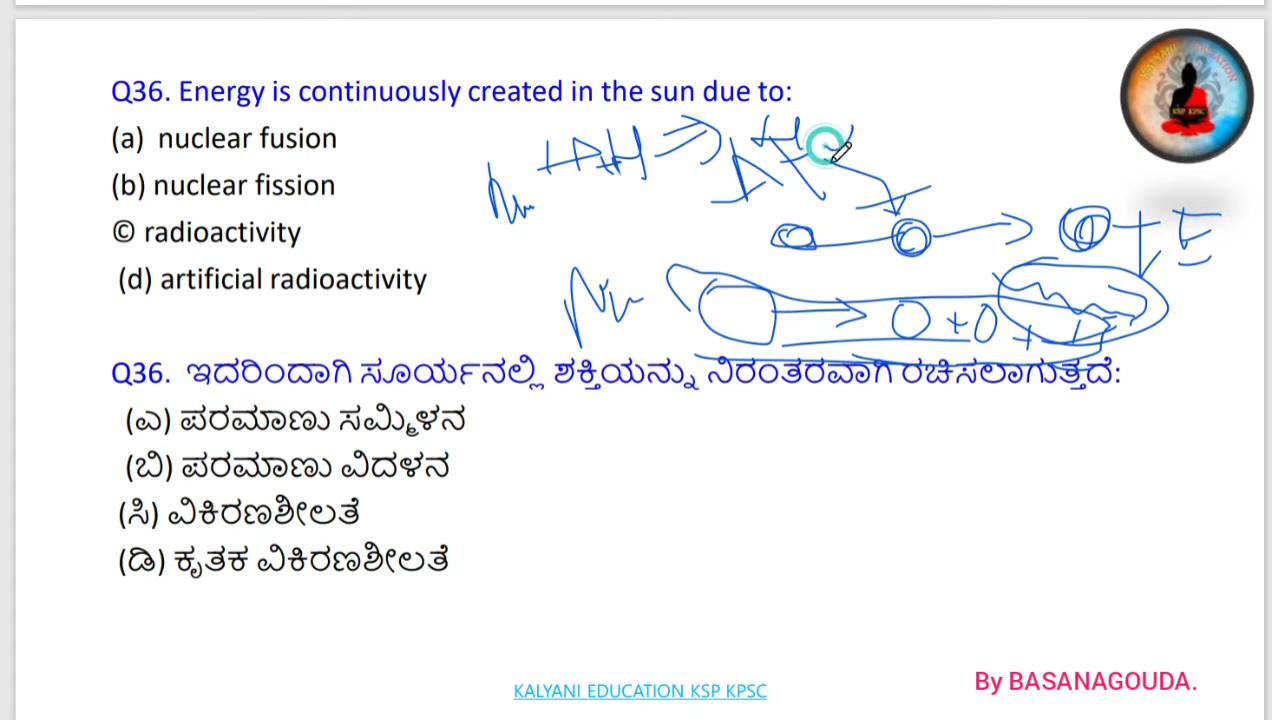 Q36. Energy is continuously created in the sun due to:
(a) nuclear fusion
(b) nuclear fission
© radioactivity
(d) artificial radioactivity
Q36. ಇದರಿಂದಾಗಿ ಸೂರ್ಯನಲ್ಲಿ ಶಕ್ತಿಯನ್ನು ನಿರಂತರವಾಗಿ ರಚಿಸಲಾಗುತ್ತದೆ:
(ಎ) ಪರಮಾಣು ಸಮ್ಮಿಳನ
(ಬಿ) ಪರಮಾಣು ವಿದಳನ
(ಸಿ) ವಿಕಿರಣಶೀಲತೆ
(ಡಿ) ಕೃತಕ ವಿಕಿರಣಶೀಲತೆ
KALYANI EDUCATION KSP KPSC
By BASANAGOUDA.